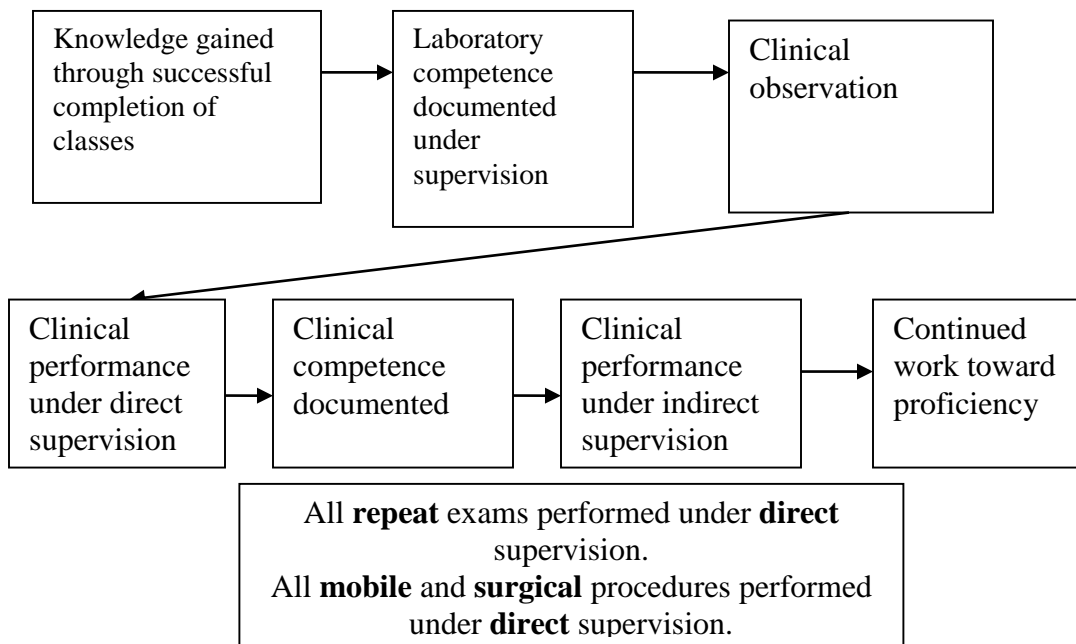 Knowledge gained
through successful
completion of
classes
Laboratory
competence
documented
under
supervision
Clinical
observation
Clinical
performance
under direct
supervision
Clinical
competence
documented
Clinical
performance
under indirect
supervision
Continued
work toward
proficiency
All repeat exams performed under direct
supervision.
All mobile and surgical procedures performed
under direct supervision.